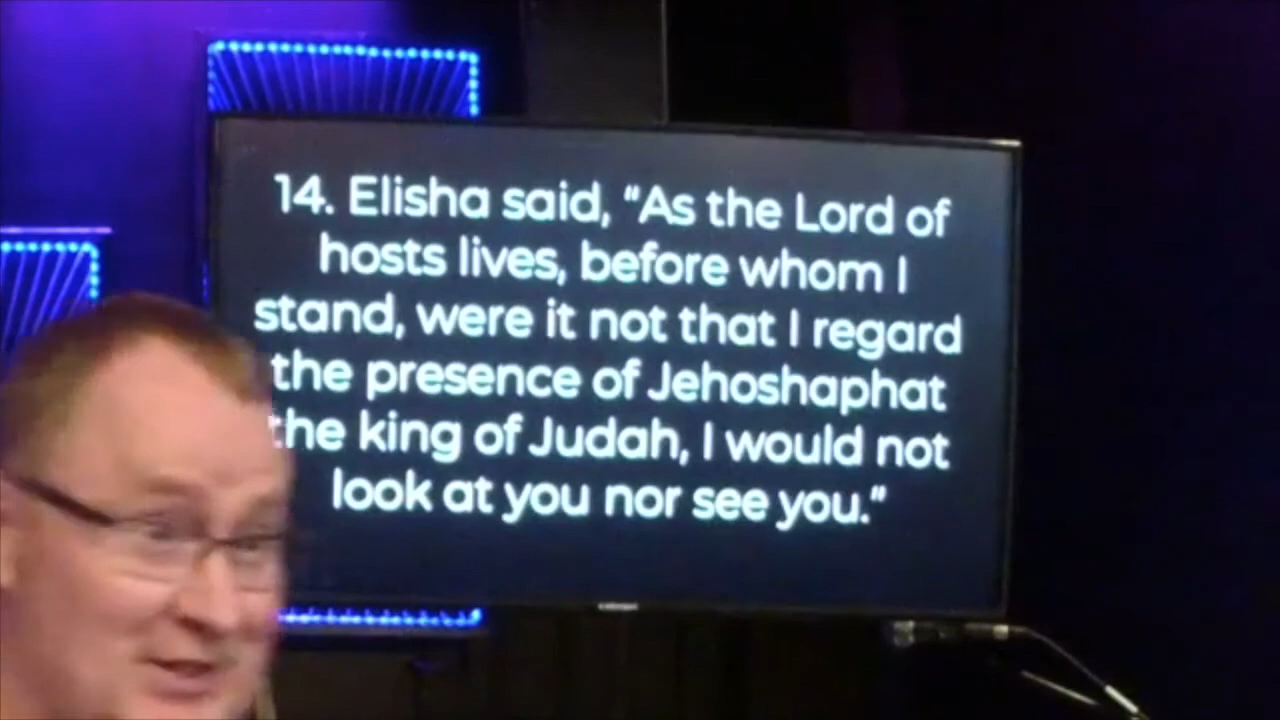 14. Elisha said, “As the Lord of
hosts lives, before whom I
stand, were it not that I regard
the presence of Jehoshaphat
the king of Judah, I would not
look at you nor see you.”